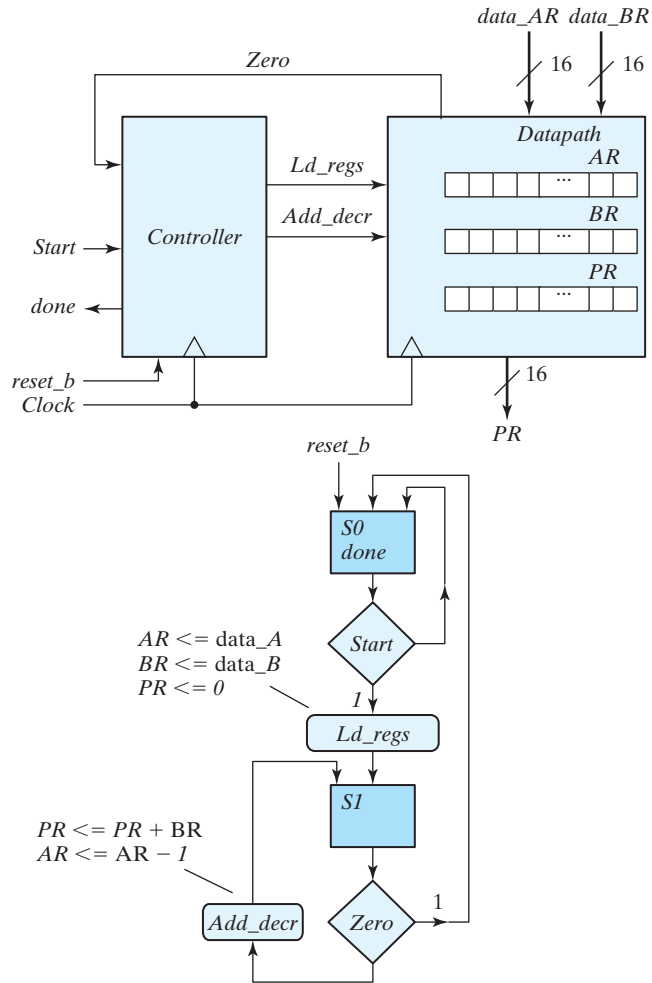 data_AR data_BR
16 16
Zero
Datapath
AR
...
Ld_regs
BR
Add_decr
Controller
...
Start
PR
done
...
reset_b
16
Clock
PR
reset_b
S0
done
AR <= data_A
BR <= data_B
PR <= 0
Start
1
Ld_regs
S1
PR <= PR + BR
AR <= AR − 1
1
Add_decr
Zero